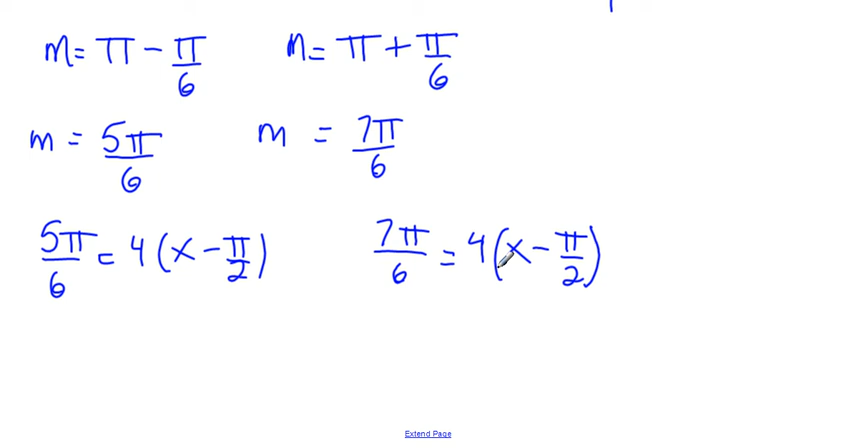 m = π − π/6    m = π + π/6
m = 5π/6    m = 7π/6
5π/6 = 4(x − π/2)    7π/6 = 4(x − π/2)
Extend Page